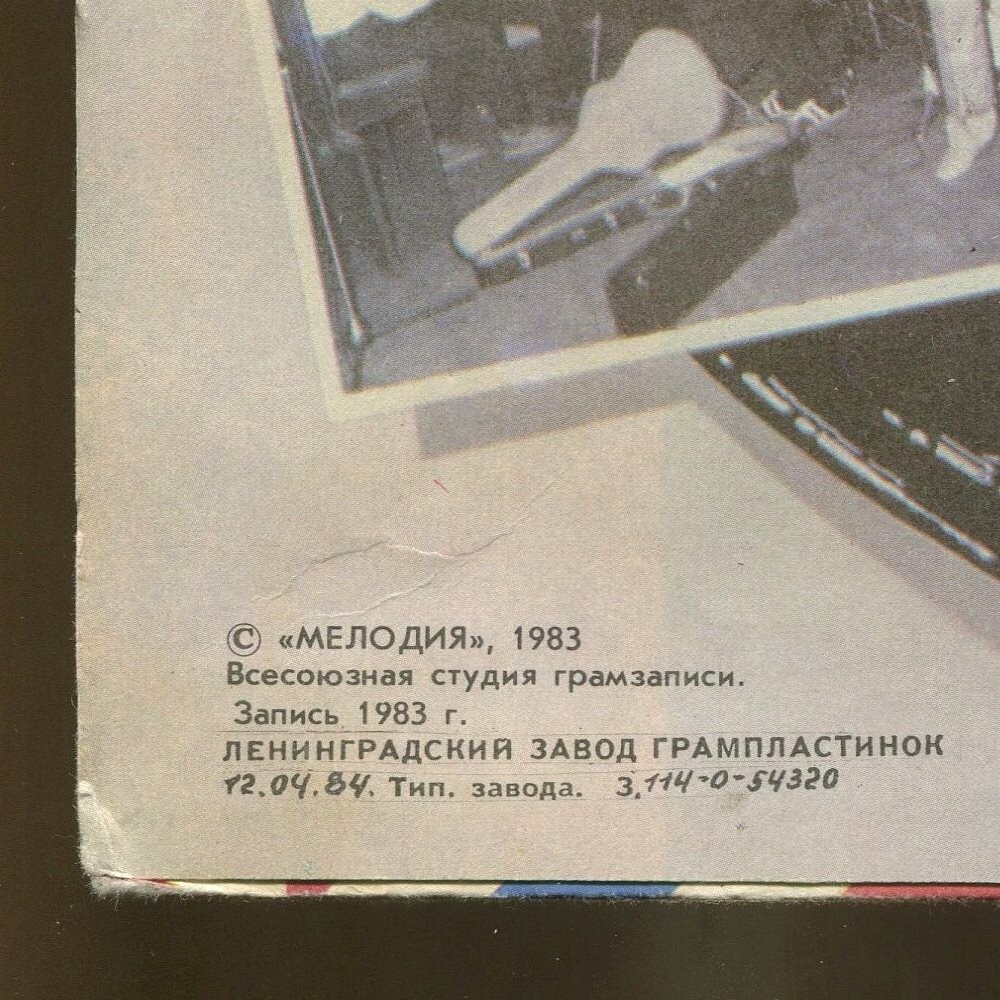 © «МЕЛОДИЯ», 1983
Всесоюзная студия грамзаписи.
Запись 1983 г.
ЛЕНИНГРАДСКИЙ ЗАВОД ГРАМПЛАСТИНОК
12.04.84. Тип. завода. З.114-0-54320